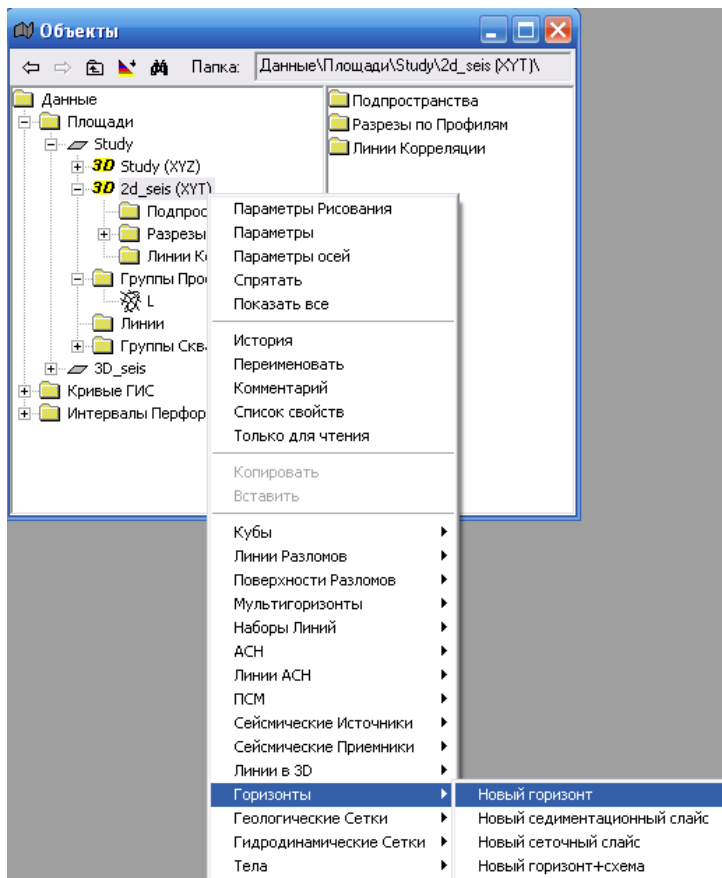 Объекты
Папка: Данные\Площади\Study\2d_seis (XYT)\
Данные
Площади
Study
3D Study (XYZ)
3D 2d_seis (XYT)
Подпрос
Разрезы
Линии К
Группы Про
L
Линии
Группы Скв
3D_seis
Кривые ГИС
Интервалы Перфор
Подпространства
Разрезы по Профилям
Линии Корреляции
Параметры Рисования
Параметры
Параметры осей
Спрятать
Показать все
История
Переименовать
Комментарий
Список свойств
Только для чтения
Копировать
Вставить
Кубы
Линии Разломов
Поверхности Разломов
Мультигоризонты
Наборы Линий
АСН
Линии АСН
ПСМ
Сейсмические Источники
Сейсмические Приемники
Линии в 3D
Горизонты
Геологические Сетки
Гидродинамические Сетки
Тела
Новый горизонт
Новый седиментационный слайс
Новый сеточный слайс
Новый горизонт+схема